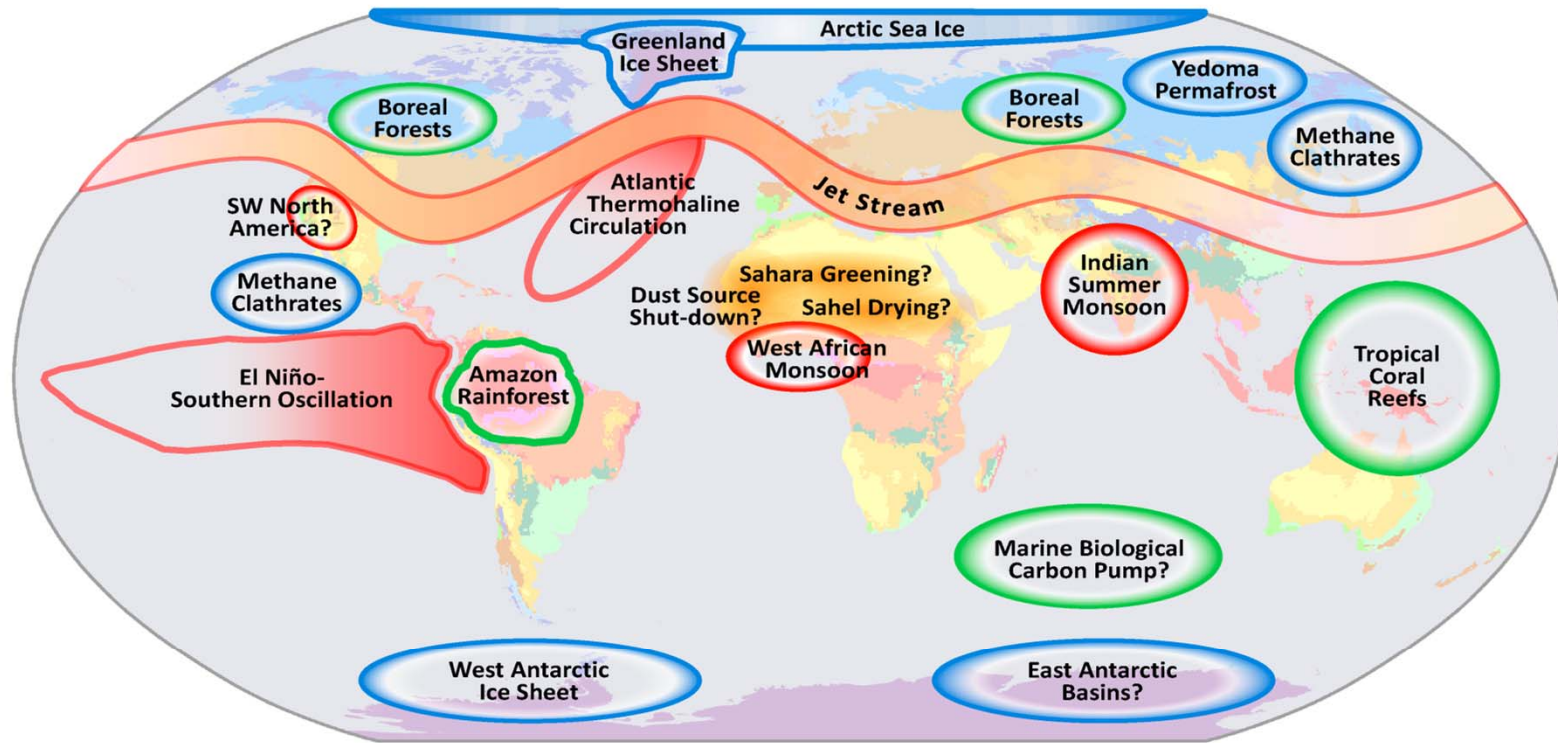 Arctic Sea Ice
Greenland
Ice Sheet
Yedoma
Permafrost
Boreal
Forests
Boreal
Forests
Methane
Clathrates
Jet Stream
Atlantic
Thermohaline
Circulation
SW North
America?
Methane
Clathrates
Sahara Greening?
Dust Source
Shut-down?
Sahel Drying?
Indian
Summer
Monsoon
West African
Monsoon
El Niño-
Southern Oscillation
Amazon
Rainforest
Tropical
Coral
Reefs
Marine Biological
Carbon Pump?
West Antarctic
Ice Sheet
East Antarctic
Basins?